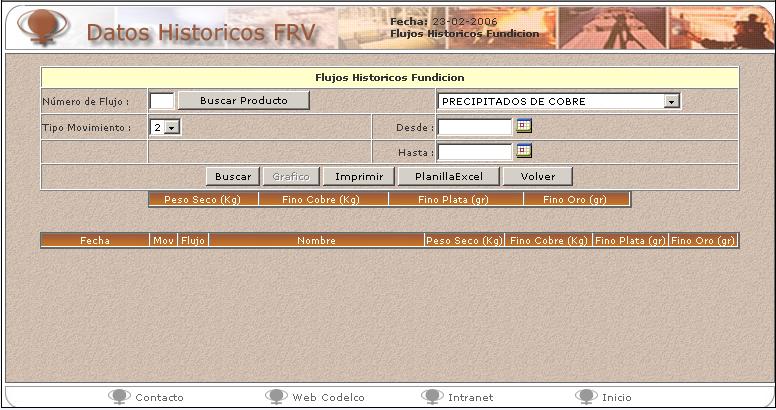 Datos Historicos FRV
Fecha: 23-02-2006
Flujos Historicos Fundicion
Flujos Historicos Fundicion
Número de Flujo : Buscar Producto PRECIPITADOS DE COBRE
Tipo Movimiento : 2 Desde :
Hasta :
Buscar Grafico Imprimir PlanillaExcel Volver
Peso Seco (Kg) Fino Cobre (Kg) Fino Plata (gr) Fino Oro (gr)
Fecha Mov Flujo Nombre Peso Seco (Kg) Fino Cobre (Kg) Fino Plata (gr) Fino Oro (gr)
Contacto Web Codelco Intranet Inicio